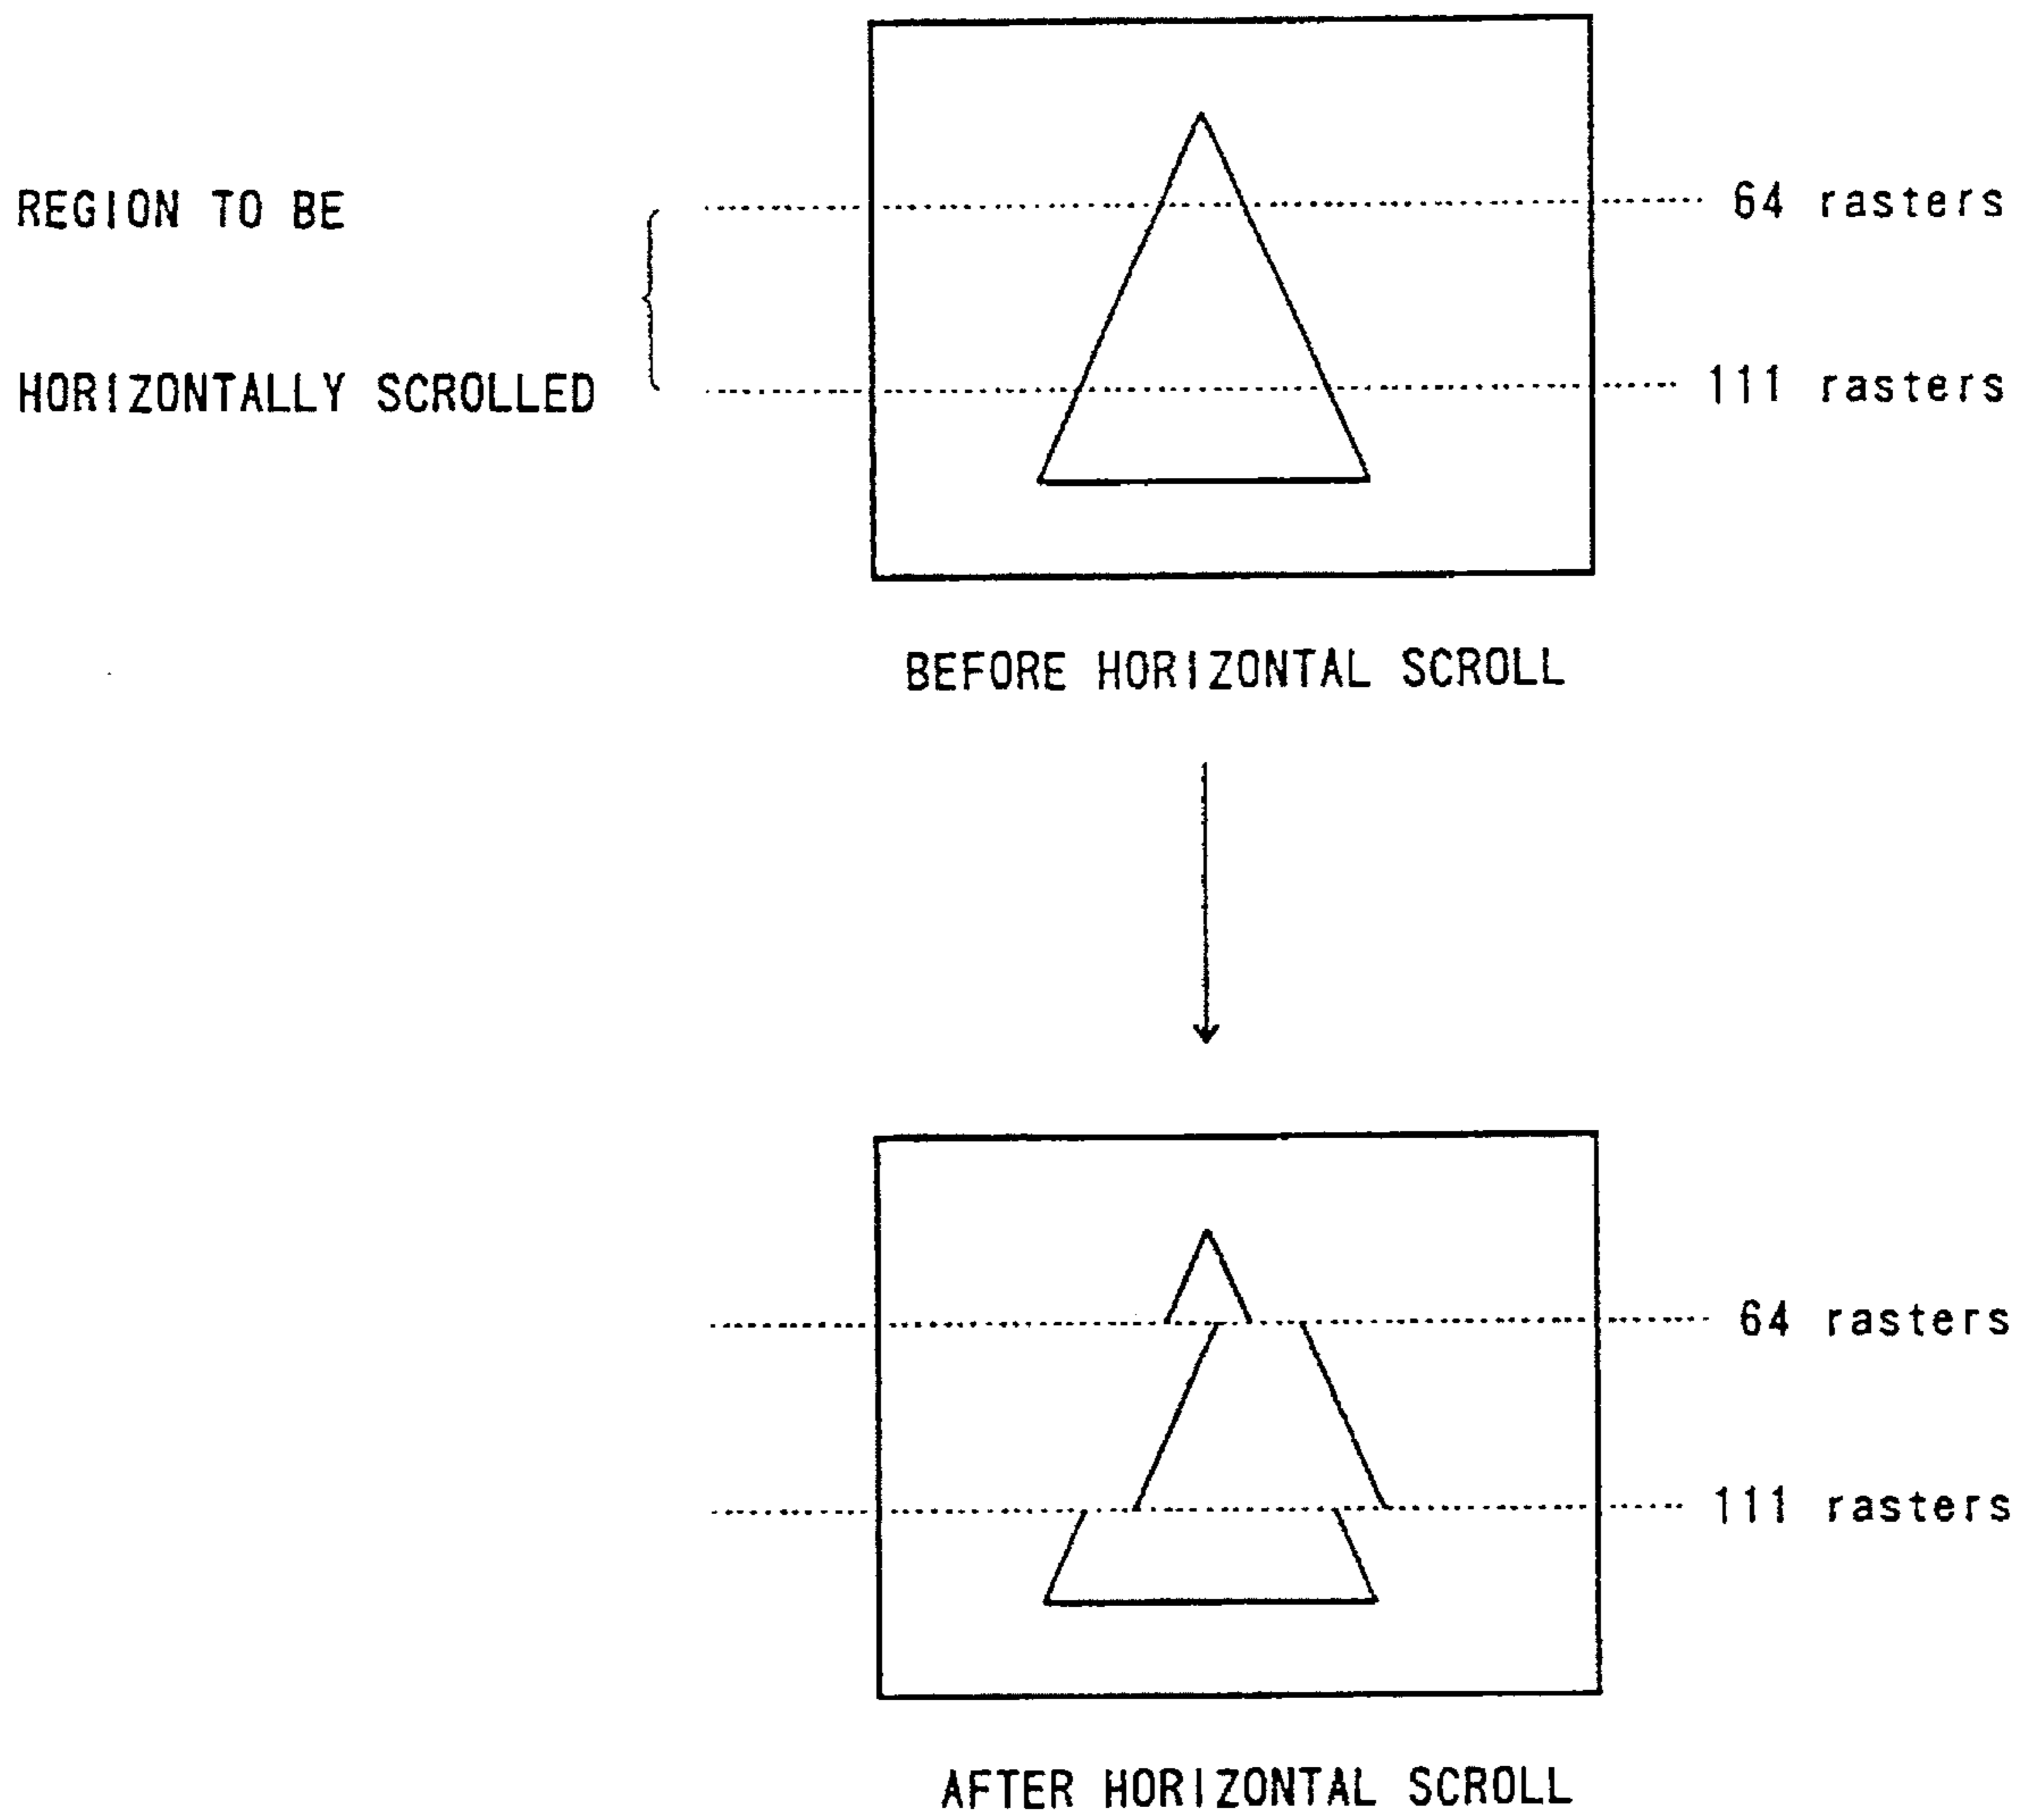 REGION TO BE
64 rasters
HORIZONTALLY SCROLLED
111 rasters
BEFORE HORIZONTAL SCROLL
64 rasters
111 rasters
AFTER HORIZONTAL SCROLL